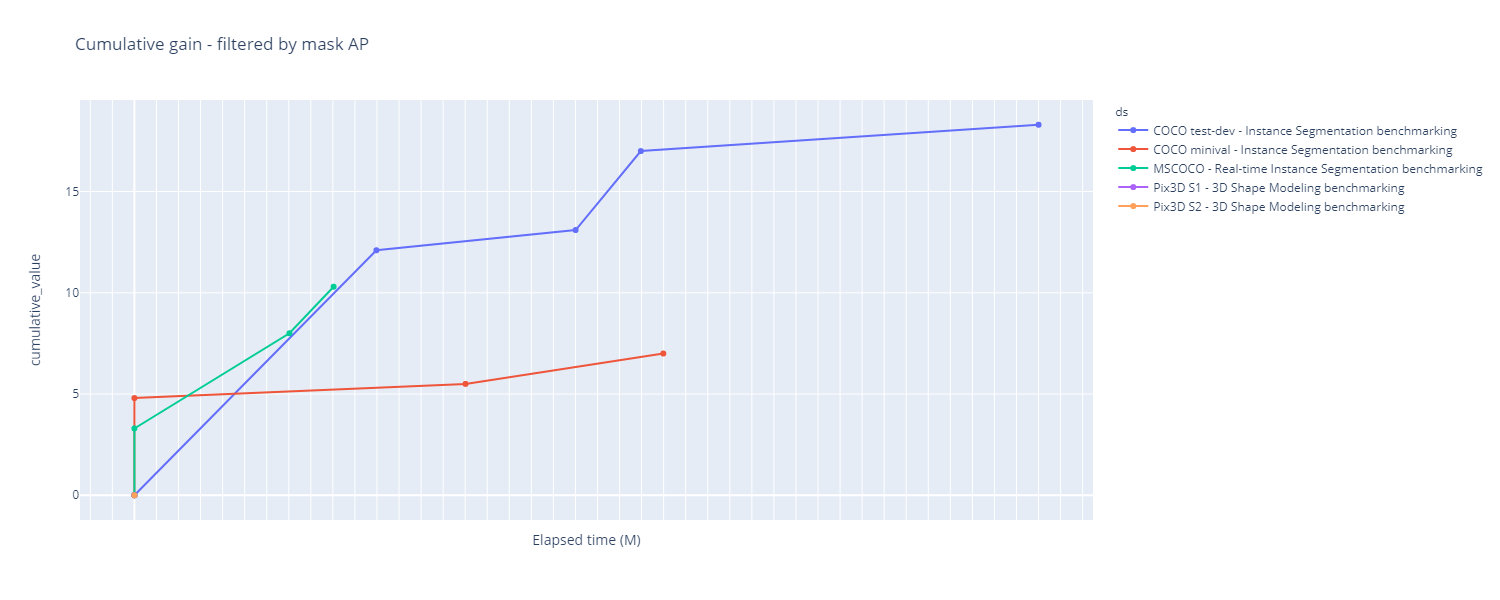 Cumulative gain - filtered by mask AP
ds
COCO test-dev - Instance Segmentation benchmarking
COCO minival - Instance Segmentation benchmarking
MSCOCO - Real-time Instance Segmentation benchmarking
Pix3D S1 - 3D Shape Modeling benchmarking
Pix3D S2 - 3D Shape Modeling benchmarking
15
10
5
0
cumulative_value
Elapsed time (M)